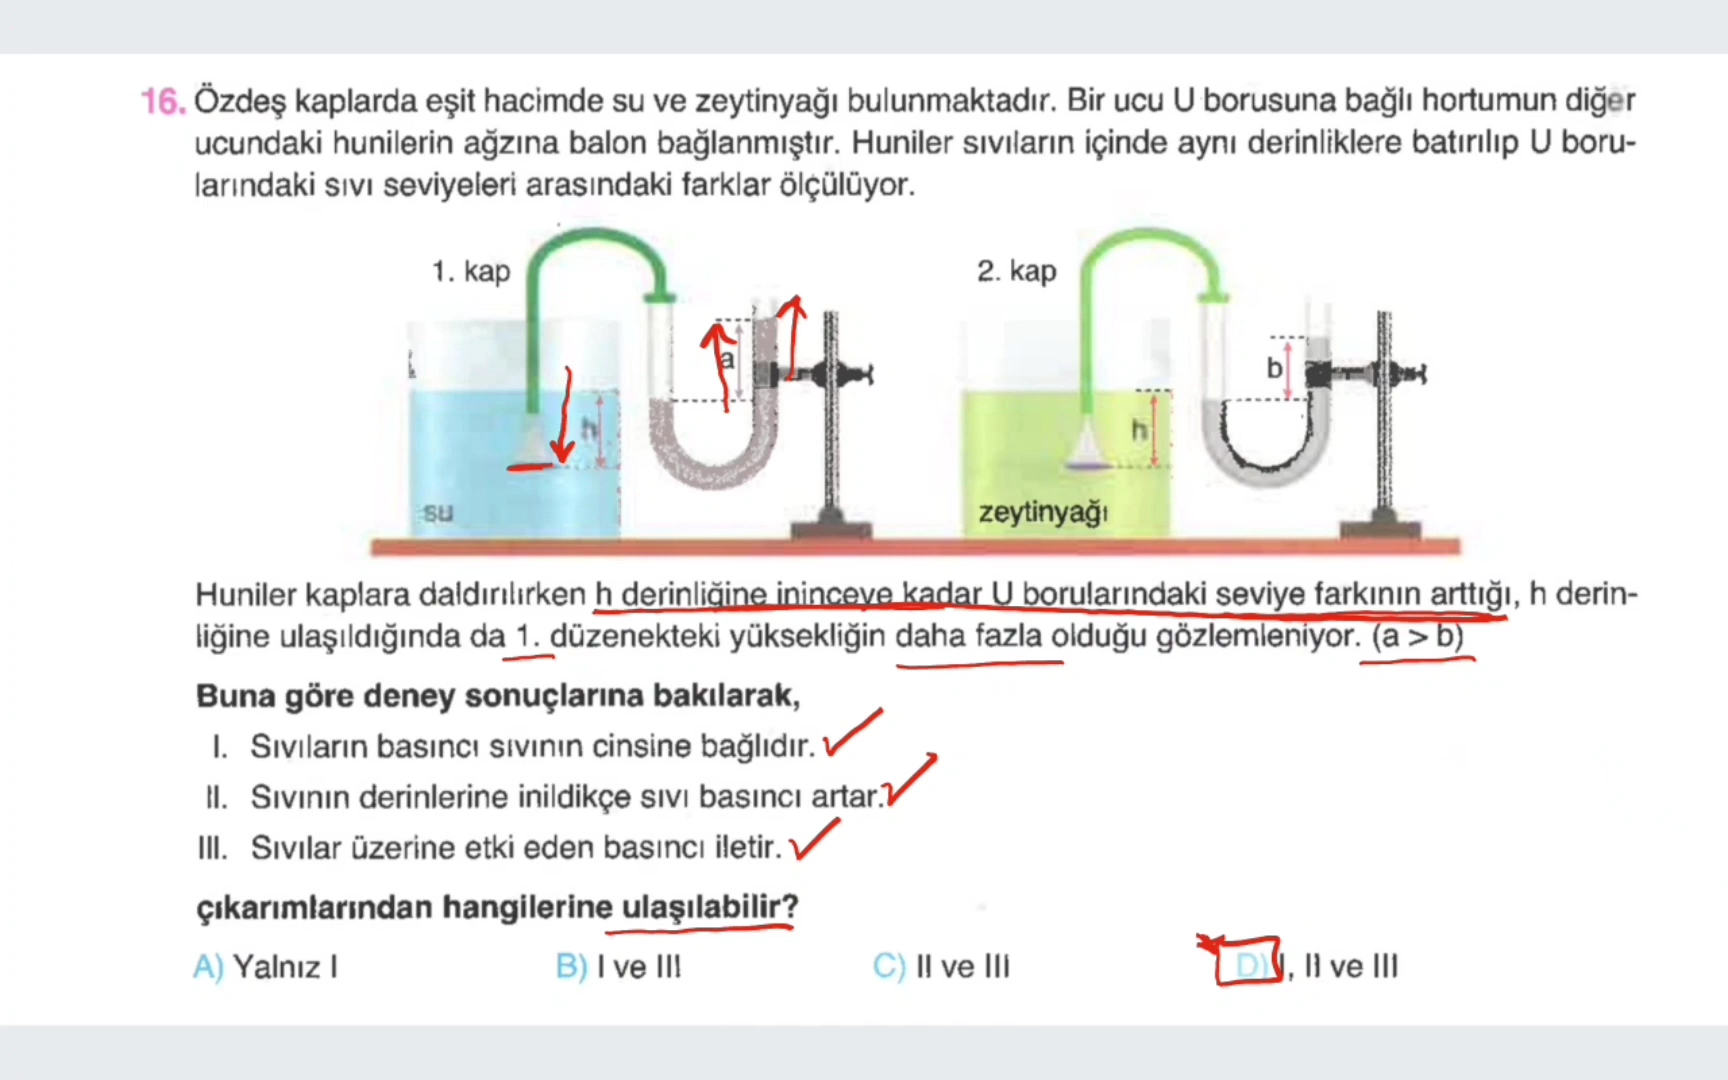 16. Özdeş kaplarda eşit hacimde su ve zeytinyağı bulunmaktadır. Bir ucu U borusuna bağlı hortumun diğer
ucundaki hunilerin ağzına balon bağlanmıştır. Huniler sıvıların içinde aynı derinliklere batırılıp U boru-
larındaki sıvı seviyeleri arasındaki farklar ölçülüyor.
1. kap
2. kap
a
b
h
h
su
zeytinyağı
Huniler kaplara daldırılırken h derinliğine ininceye kadar U borularındaki seviye farkının arttığı, h derin-
liğine ulaşıldığında da 1. düzenekteki yüksekliğin daha fazla olduğu gözlemleniyor. (a > b)
Buna göre deney sonuçlarına bakılarak,
I. Sıvıların basıncı sıvının cinsine bağlıdır.
II. Sıvının derinlerine inildikçe sıvı basıncı artar.
III. Sıvılar üzerine etki eden basıncı iletir.
çıkarımlarından hangilerine ulaşılabilir?
A) Yalnız I B) I ve III C) II ve III D) I, II ve III